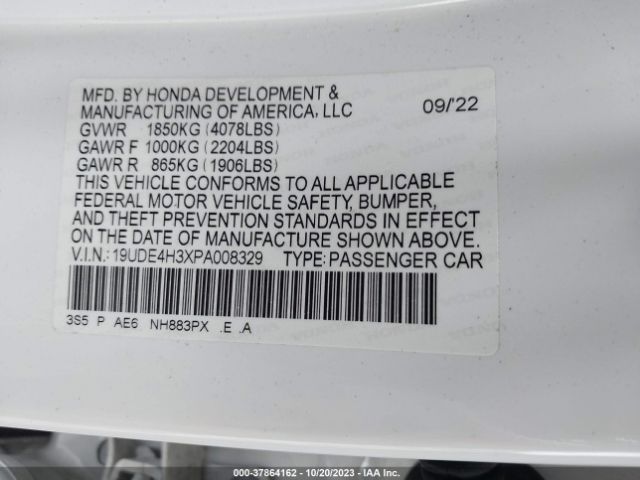 MFD. BY HONDA DEVELOPMENT &
MANUFACTURING OF AMERICA, LLC 09/'22
GVWR 1850KG (4078LBS)
GAWR F 1000KG (2204LBS)
GAWR R 865KG (1906LBS)
THIS VEHICLE CONFORMS TO ALL APPLICABLE
FEDERAL MOTOR VEHICLE SAFETY, BUMPER,
AND THEFT PREVENTION STANDARDS IN EFFECT
ON THE DATE OF MANUFACTURE SHOWN ABOVE.
V.I.N.: 19UDE4H3XPA008329 TYPE: PASSENGER CAR
3S5 P AE6 NH883PX .E .A
000-37864162 | 10/20/2023 | IAA Inc.